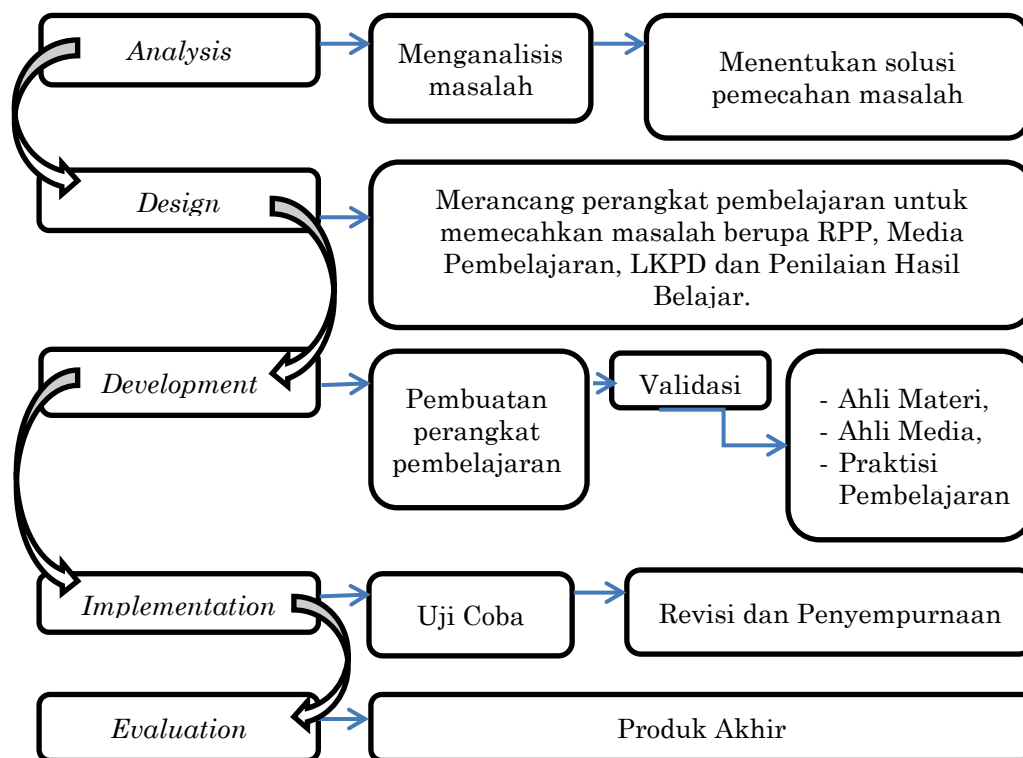 Analysis
Menganalisis
masalah
Menentukan solusi
pemecahan masalah
Design
Merancang perangkat pembelajaran untuk
memecahkan masalah berupa RPP, Media
Pembelajaran, LKPD dan Penilaian Hasil
Belajar.
Development
Pembuatan
perangkat
pembelajaran
Validasi
- Ahli Materi,
- Ahli Media,
- Praktisi
Pembelajaran
Implementation
Uji Coba
Revisi dan Penyempurnaan
Evaluation
Produk Akhir